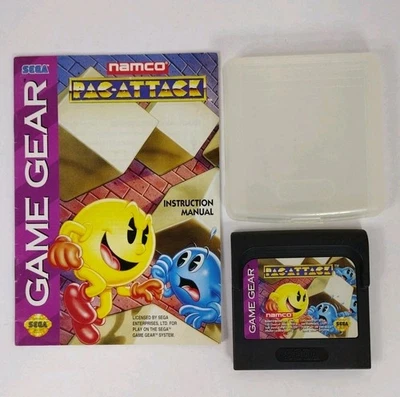 SEGA
GAME GEAR
SEGA
namco
PAC-ATTACK
INSTRUCTION
MANUAL
LICENSED BY SEGA
ENTERPRISES, LTD. FOR
PLAY ON THE SEGA
GAME GEAR SYSTEM.
GAME GEAR
PAC-ATTACK
namco
SEGA